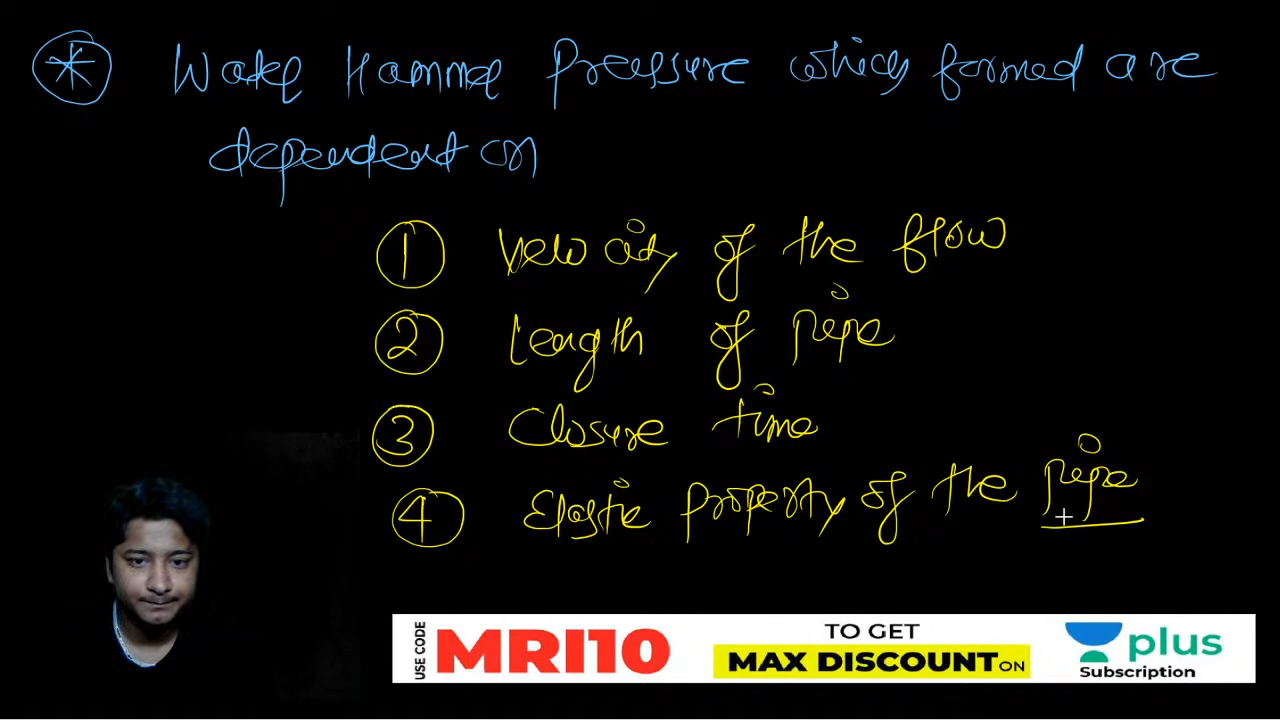 * Water Hammer Pressure which formed are
dependent on
1 Velocity of the flow
2 Length of pipe
3 Closure time
4 Elastic property of the pipe
USE CODE
MRI10
TO GET
MAX DISCOUNT ON
plus
Subscription